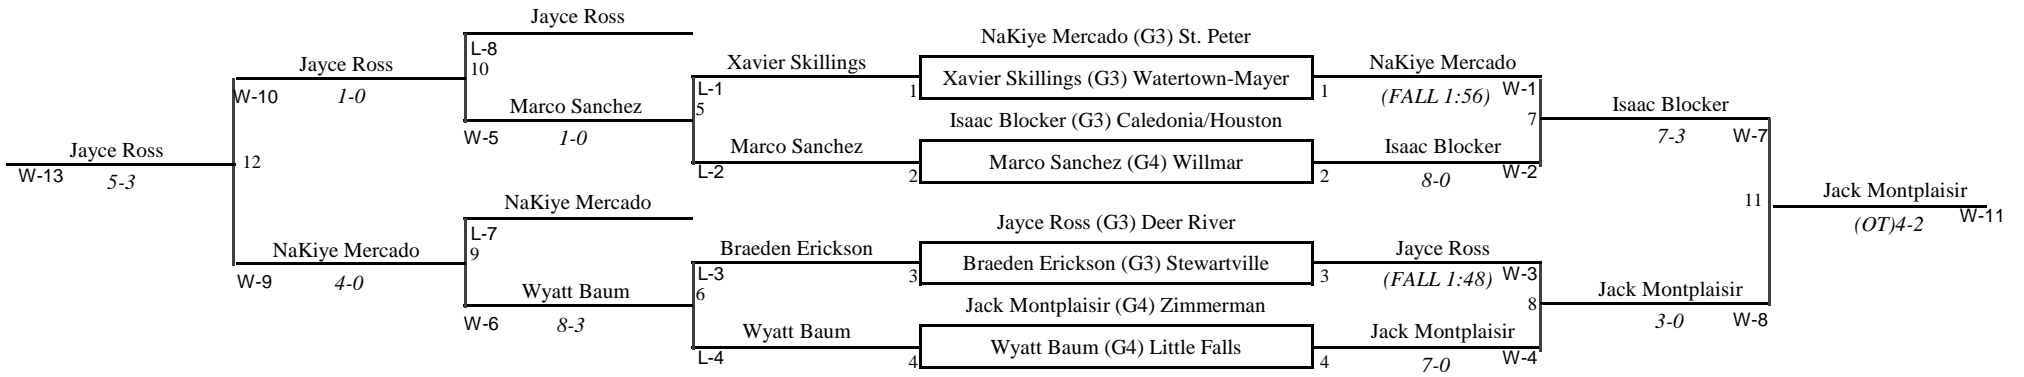 Jayce Ross
W-13
5-3
12
Jayce Ross
W-10
1-0
NaKiye Mercado
W-9
4-0
Jayce Ross
L-8
10
Marco Sanchez
W-5
1-0
NaKiye Mercado
L-7
9
Wyatt Baum
W-6
8-3
Xavier Skillings
L-1
1
5
Marco Sanchez
L-2
2
Braeden Erickson
L-3
3
6
Wyatt Baum
L-4
4
NaKiye Mercado (G3) St. Peter
Xavier Skillings (G3) Watertown-Mayer
1
Isaac Blocker (G3) Caledonia/Houston
Marco Sanchez (G4) Willmar
2
Jayce Ross (G3) Deer River
Braeden Erickson (G3) Stewartville
3
Jack Montplaisir (G4) Zimmerman
Wyatt Baum (G4) Little Falls
4
NaKiye Mercado
(FALL 1:56)
W-1
7
Isaac Blocker
8-0
W-2
Jayce Ross
(FALL 1:48)
W-3
8
Jack Montplaisir
7-0
W-4
Isaac Blocker
7-3
W-7
11
Jack Montplaisir
3-0
W-8
Jack Montplaisir
(OT)4-2
W-11